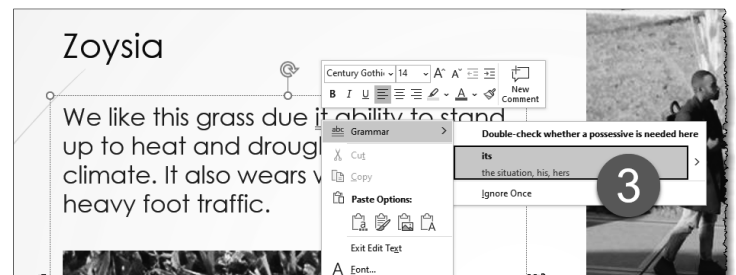 Zoysia
Century Gothi 14 A A
B I U A New Comment
We like this grass due it ability to stand
abc Grammar
Double-check whether a possessive is needed here
up to heat and droug
Cut
its
the situation, his, hers
3
climate. It also wears w
Copy
Ignore Once
heavy foot traffic.
Paste Options:
Exit Edit Text
A Font...